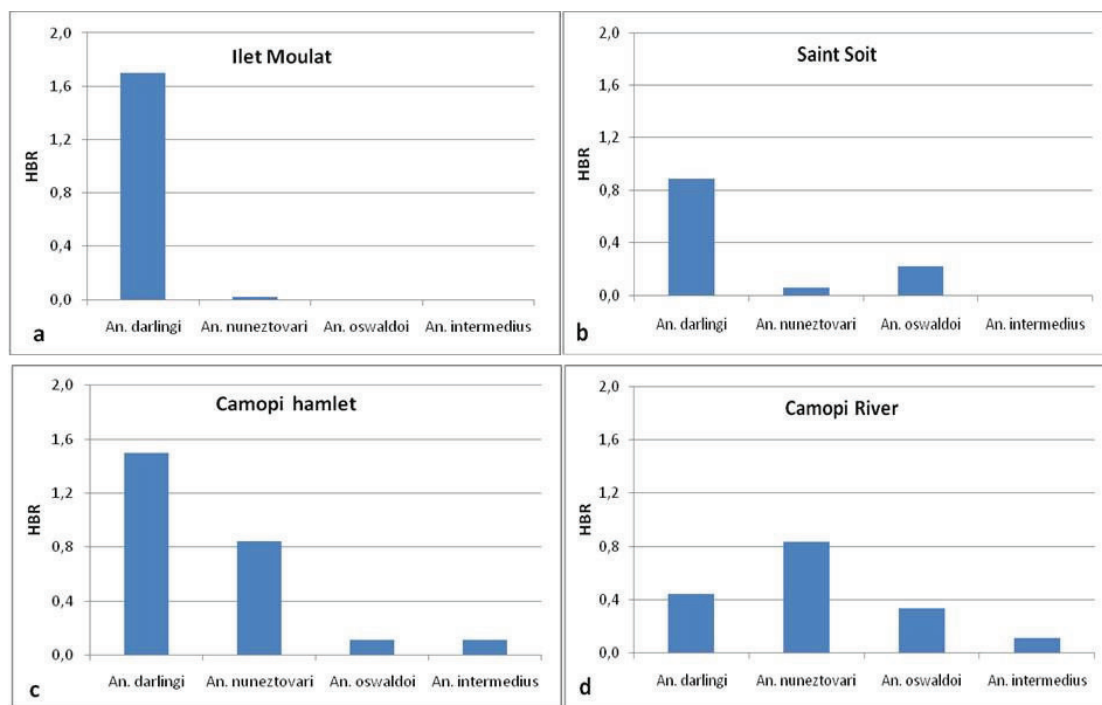 Ilet Moulat
HBR
2,0
1,6
1,2
0,8
0,4
0,0
An. darlingi An. nuneztovari An. oswaldoi An. intermedius
a
Saint Soit
HBR
2,0
1,6
1,2
0,8
0,4
0,0
An. darlingi An. nuneztovari An. oswaldoi An. intermedius
b
Camopi hamlet
HBR
2,0
1,6
1,2
0,8
0,4
0,0
An. darlingi An. nuneztovari An. oswaldoi An. intermedius
c
Camopi River
HBR
2,0
1,6
1,2
0,8
0,4
0,0
An. darlingi An. nuneztovari An. oswaldoi An. intermedius
d